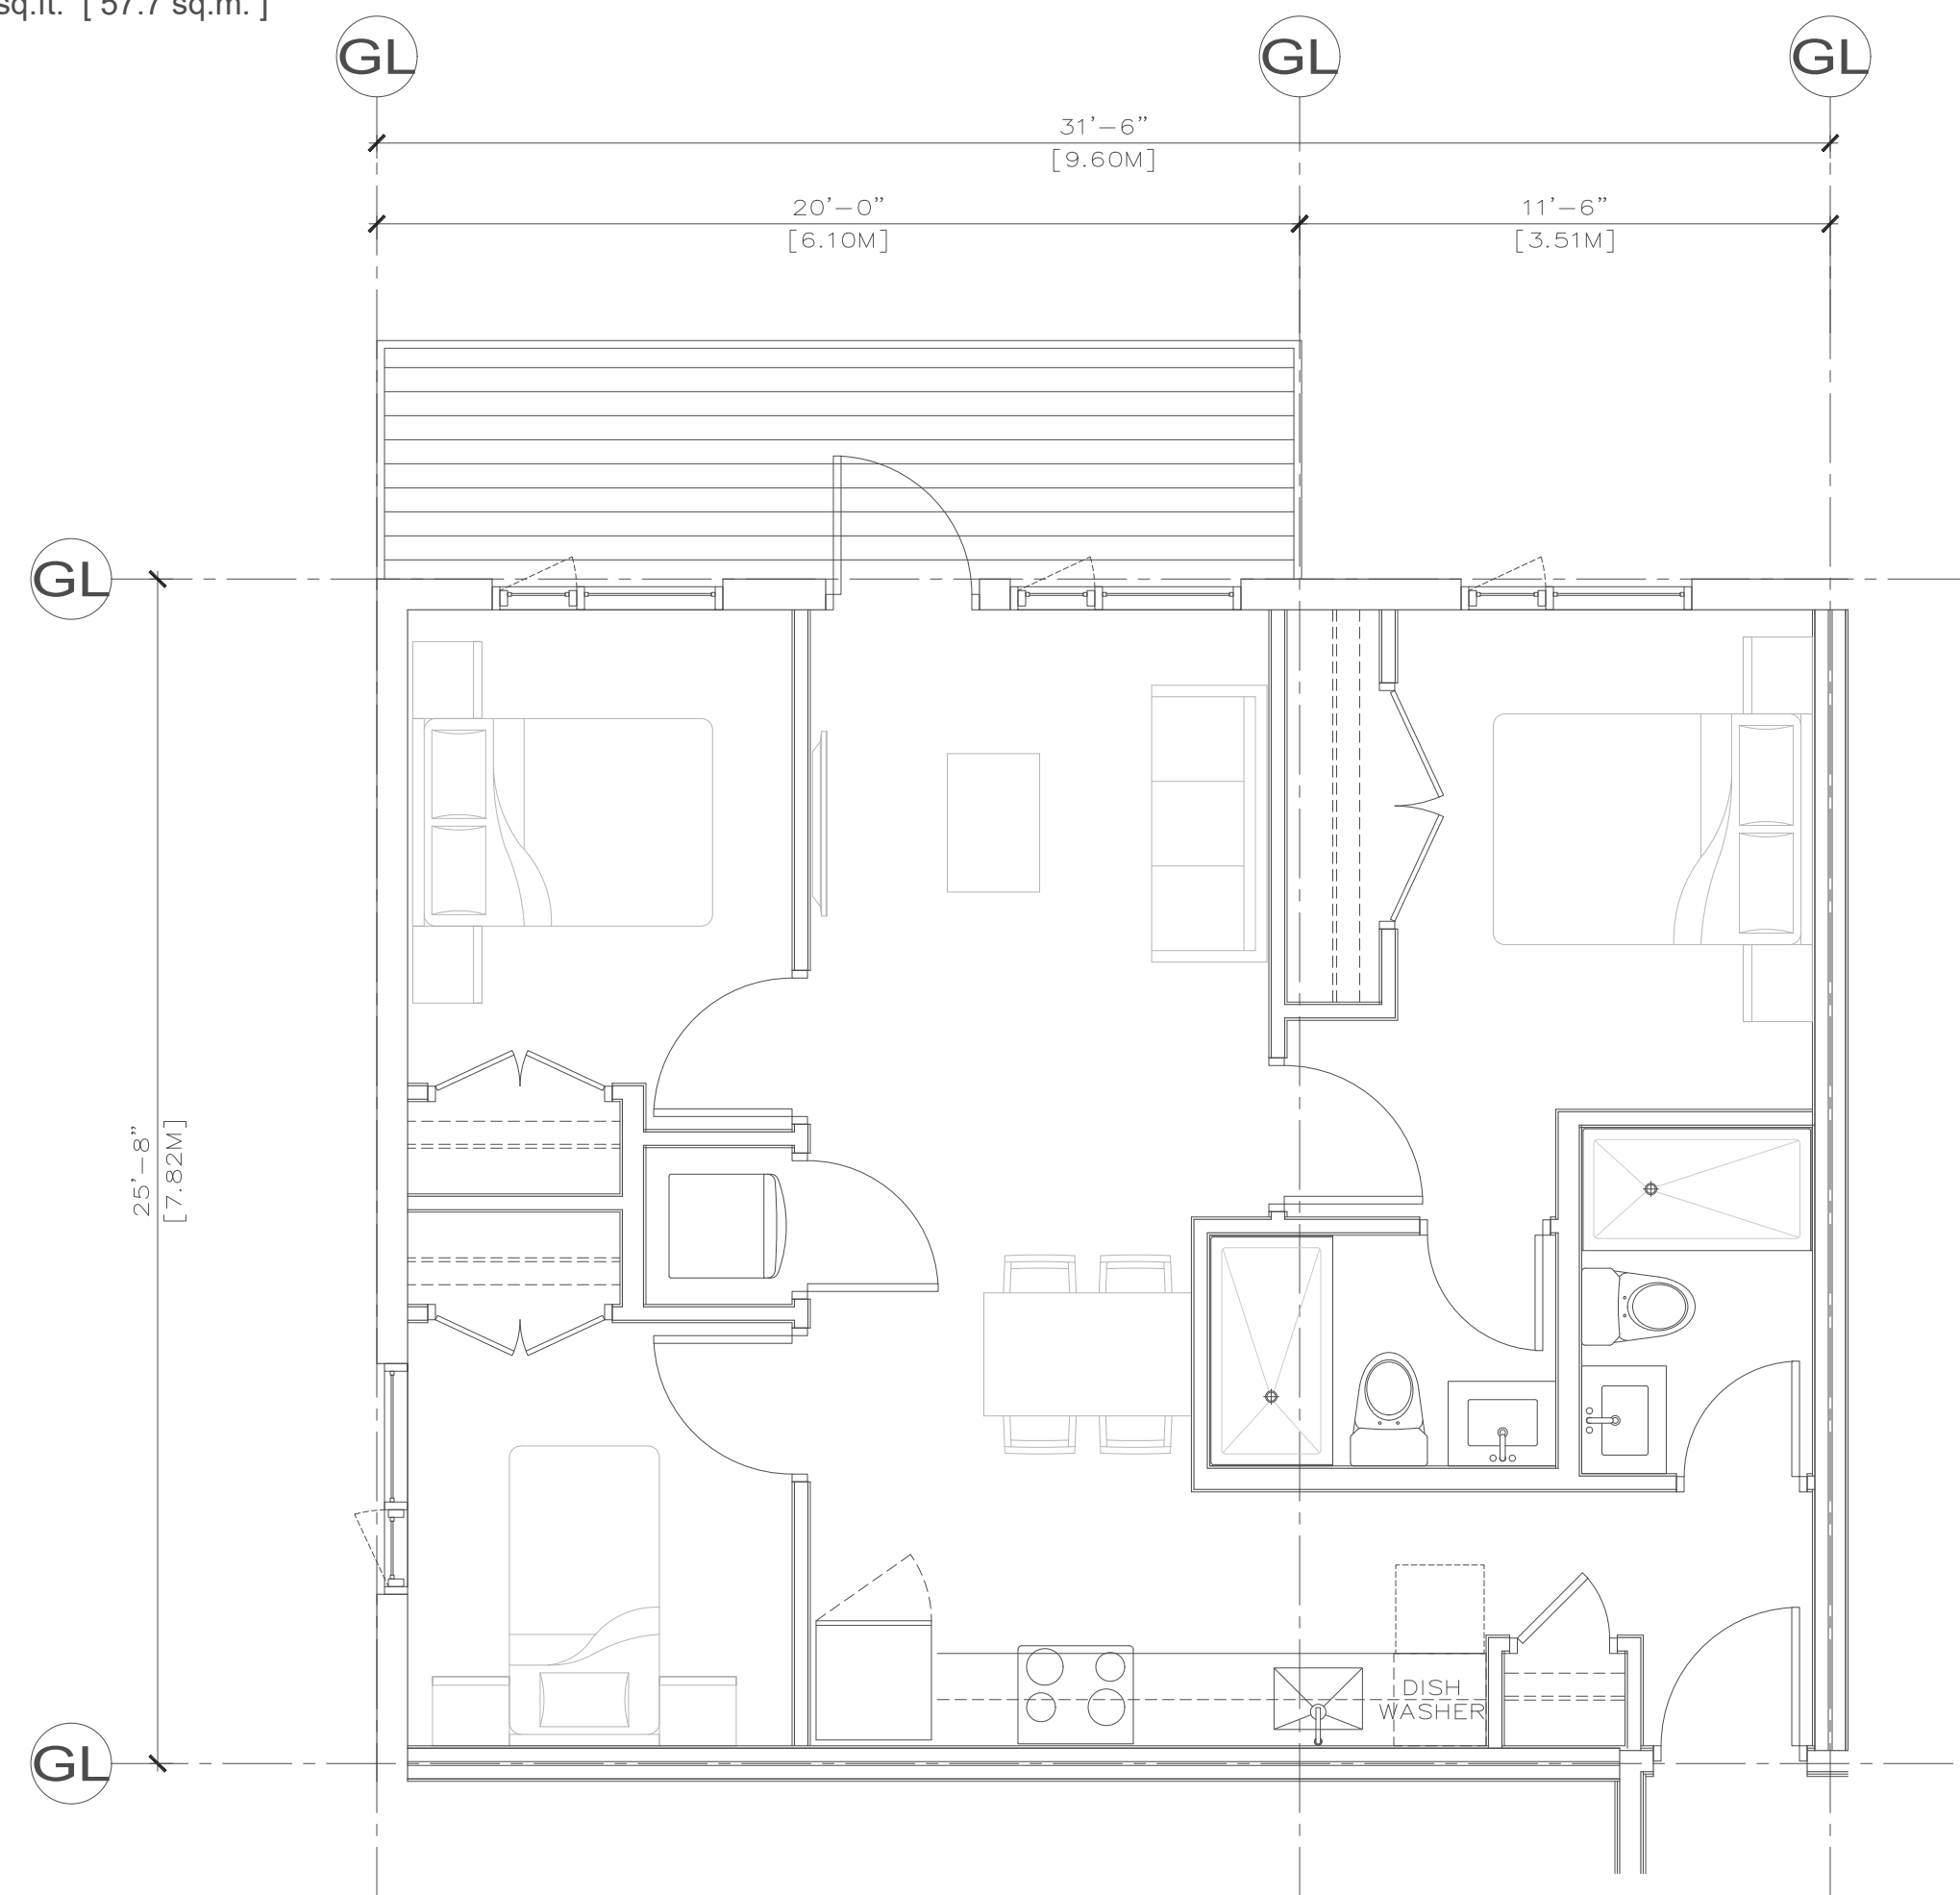 sq.ft. [ 57.7 sq.m. ]
GL GL GL
31'-6"
[9.60M]
20'-0" 11'-6"
[6.10M] [3.51M]
GL
25'-8"
[7.82M]
DISH
WASHER
GL